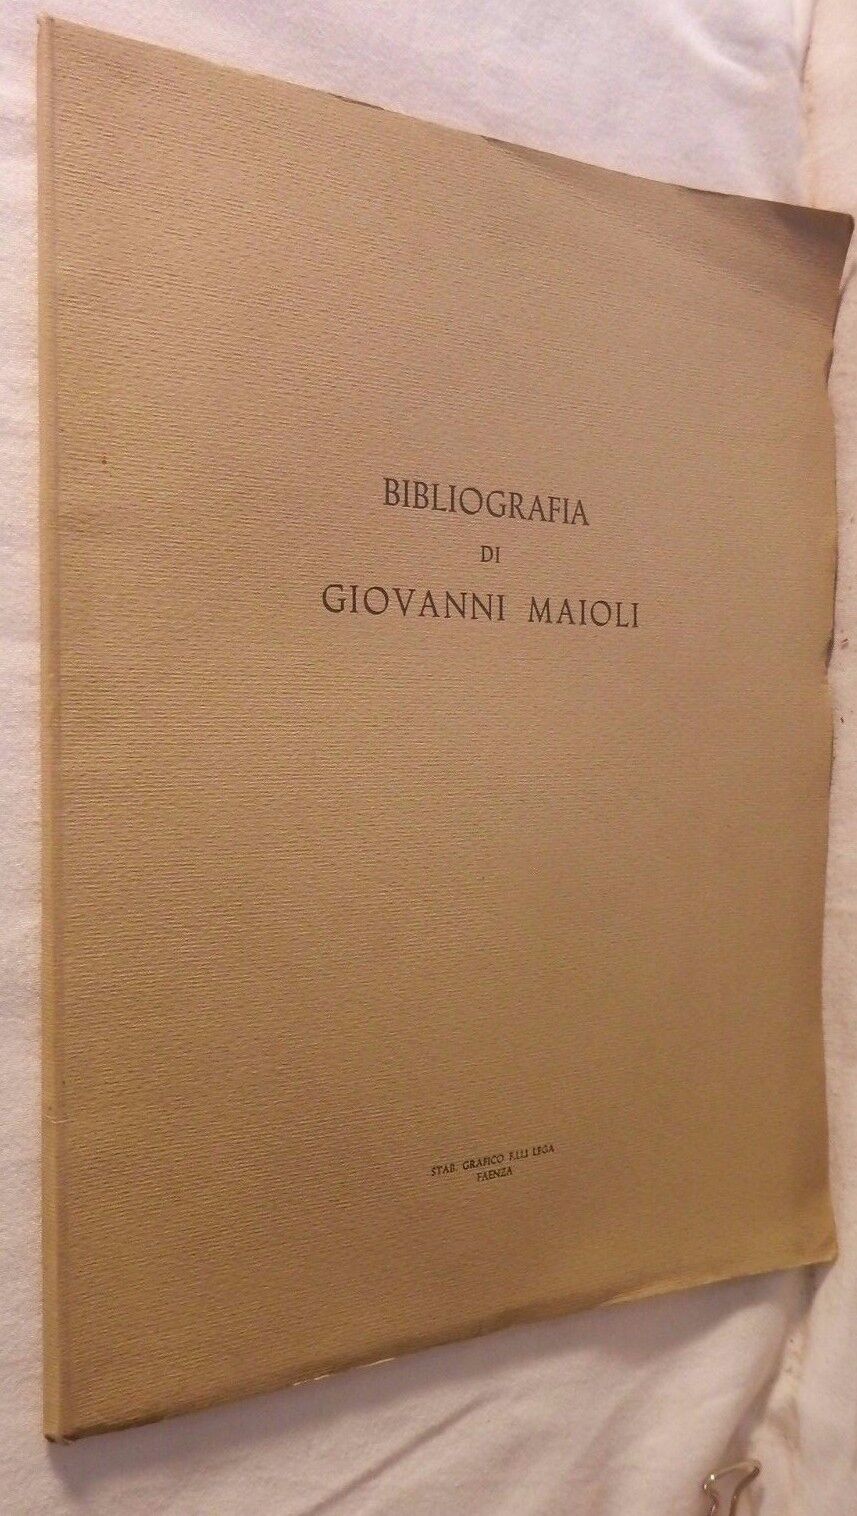 BIBLIOGRAFIA
DI
GIOVANNI MAIOLI
STAB. GRAFICO F.LLI LEGA
FAENZA